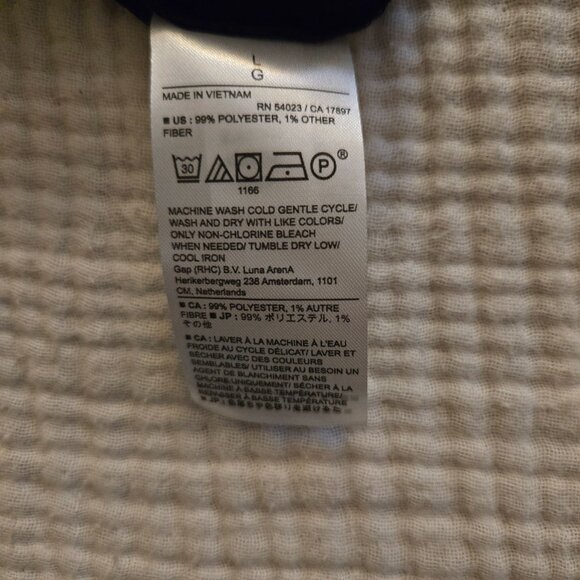 L
G
MADE IN VIETNAM
RN 54023 / CA 17897
■ US : 99% POLYESTER, 1% OTHER
FIBER
30 P ®
1166
MACHINE WASH COLD GENTLE CYCLE/
WASH AND DRY WITH LIKE COLORS/
ONLY NON-CHLORINE BLEACH
WHEN NEEDED/ TUMBLE DRY LOW/
COOL IRON
Gap (RHC) B.V. Luna ArenA
Herikerbergweg 238 Amsterdam, 1101
CM, Netherlands
■ CA : 99% POLYESTER, 1% AUTRE
FIBRE ■ JP : 99% ポリエステル, 1%
その他
■ CA : LAVER À LA MACHINE À L'EAU
FROIDE AU CYCLE DÉLICAT/ LAVER ET
SÉCHER AVEC DES COULEURS
SEMBLABLES/ UTILISER AU BESOIN UN
AGENT DE BLANCHIMENT SANS
CHLORE UNIQUEMENT/ SÉCHER À LA
MACHINE À BASSE TEMPÉRATURE/
REPASSER À BASSE TEMPÉRATURE
■ JP :